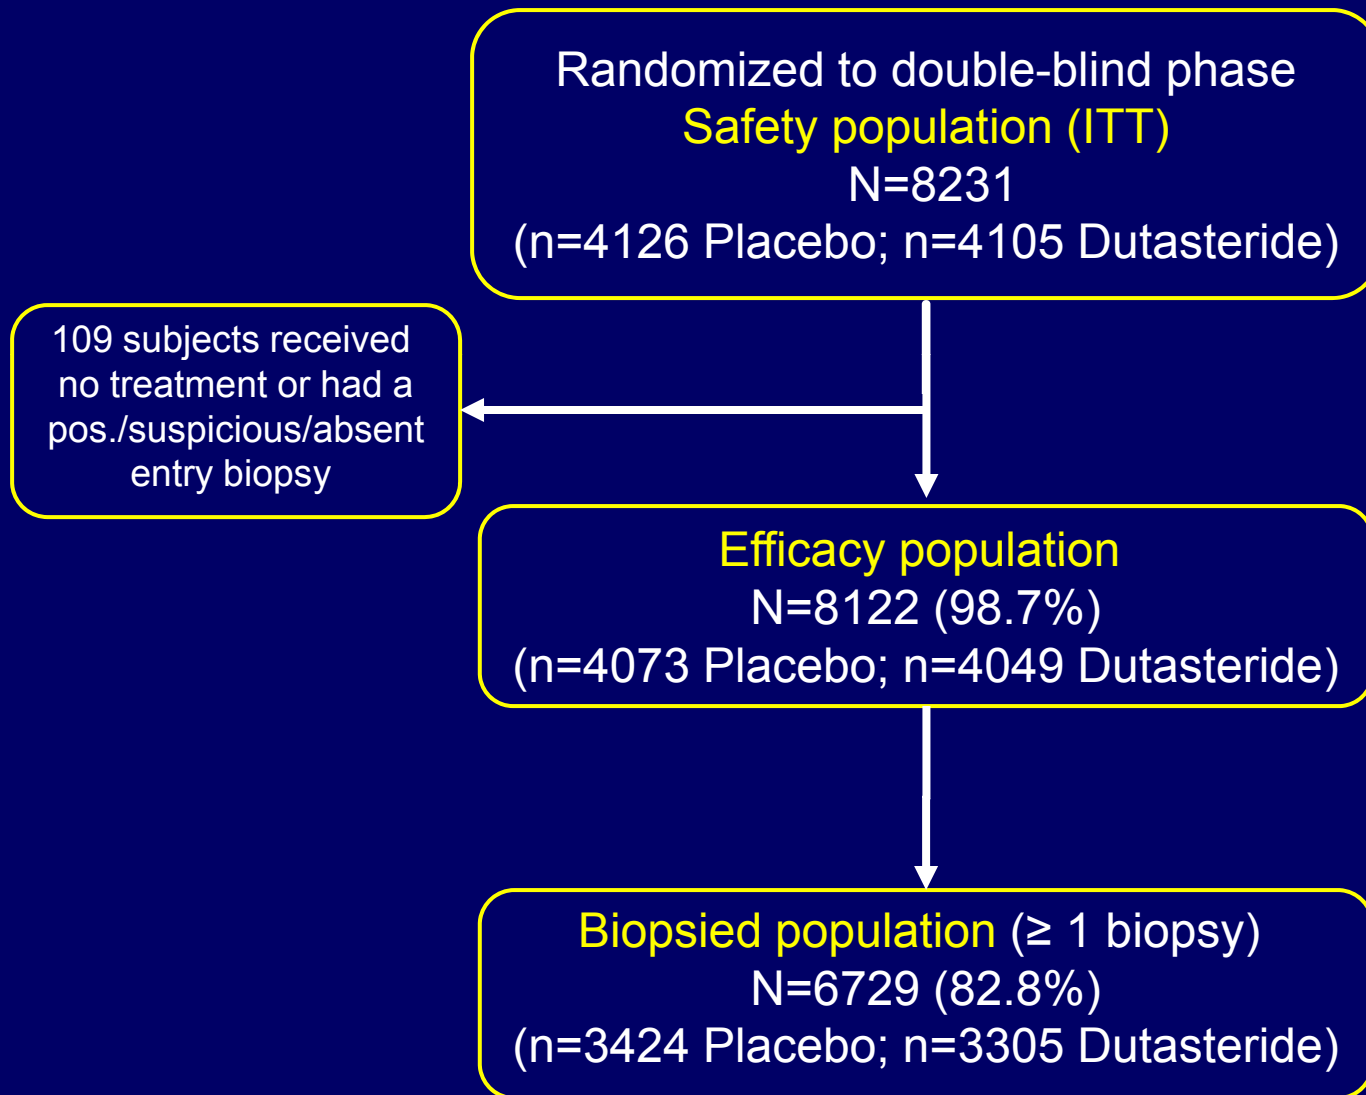 Randomized to double-blind phase
Safety population (ITT)
N=8231
(n=4126 Placebo; n=4105 Dutasteride)
109 subjects received
no treatment or had a
pos./suspicious/absent
entry biopsy
Efficacy population
N=8122 (98.7%)
(n=4073 Placebo; n=4049 Dutasteride)
Biopsied population (≥ 1 biopsy)
N=6729 (82.8%)
(n=3424 Placebo; n=3305 Dutasteride)